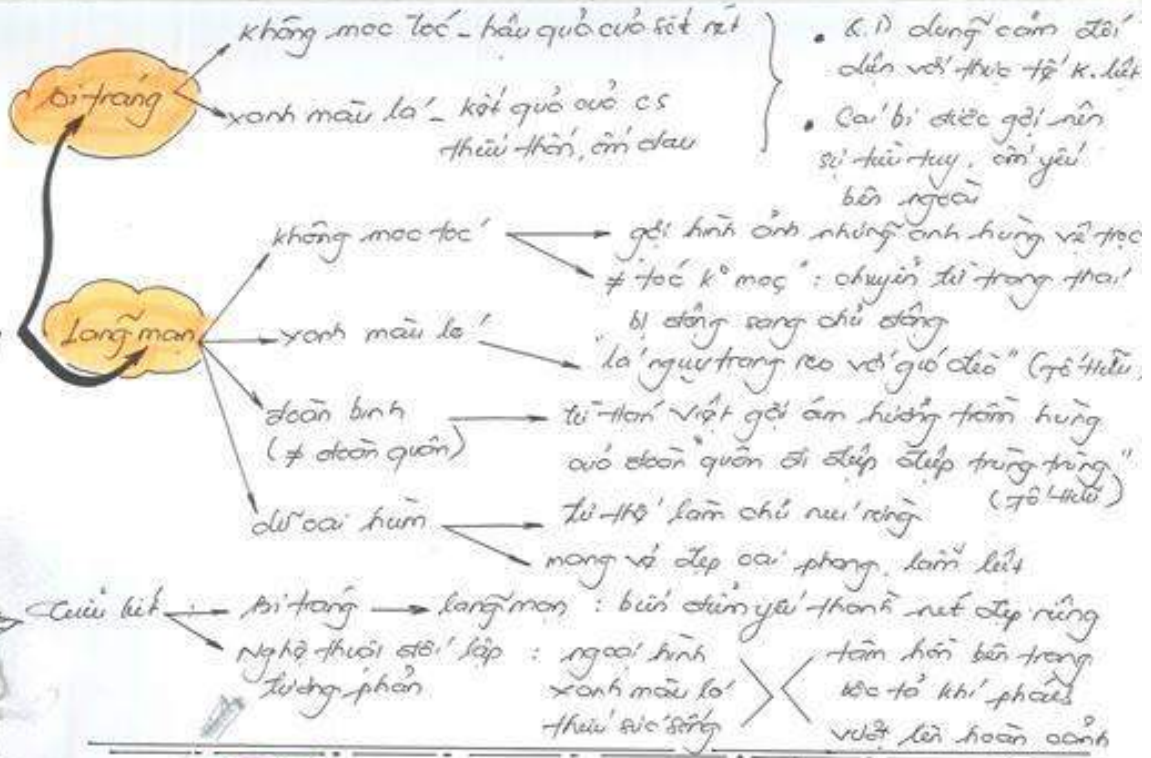 Bi tráng
không mọc tóc - hậu quả của sốt rét
xanh màu lá - kết quả của cs
thiếu thốn, ốm đau
• Q.D dũng cảm đối
diện với thực tế k.liệt
• Cái bi được gợi nên
sự tiều tụy, ốm yếu
bên ngoài
Lãng mạn
không mọc tóc
gợi hình ảnh những anh hùng vệ trọc
≠ tóc k° mọc": chuyển từ trạng thái
bị động sang chủ động
xanh màu lá
"lá ngụy trang reo với gió đèo" (Tố Hữu)
đoàn binh
(≠ đoàn quân)
từ Hán Việt gợi âm hưởng trầm hùng
của đoàn "quân đi điệp điệp trùng trùng"
(Tố Hữu)
dữ oai hùm
tư thế làm chủ núi rừng
mang vẻ đẹp oai phong, lẫm liệt
Tiểu kết
Bi tráng → lãng mạn : biến điểm yếu thành nét đẹp riêng
Nghệ thuật đối lập : ngoại hình
tương phản
xanh màu lá
thiếu sức sống
tâm hồn bên trong
bộc tỏ khí phách
vượt lên hoàn cảnh